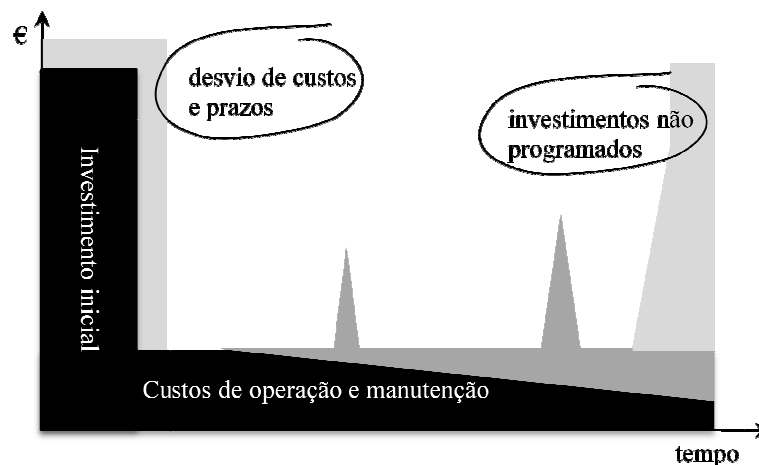 €
desvio de custos
e prazos
investimentos não
programados
Investimento inicial
Custos de operação e manutenção
tempo